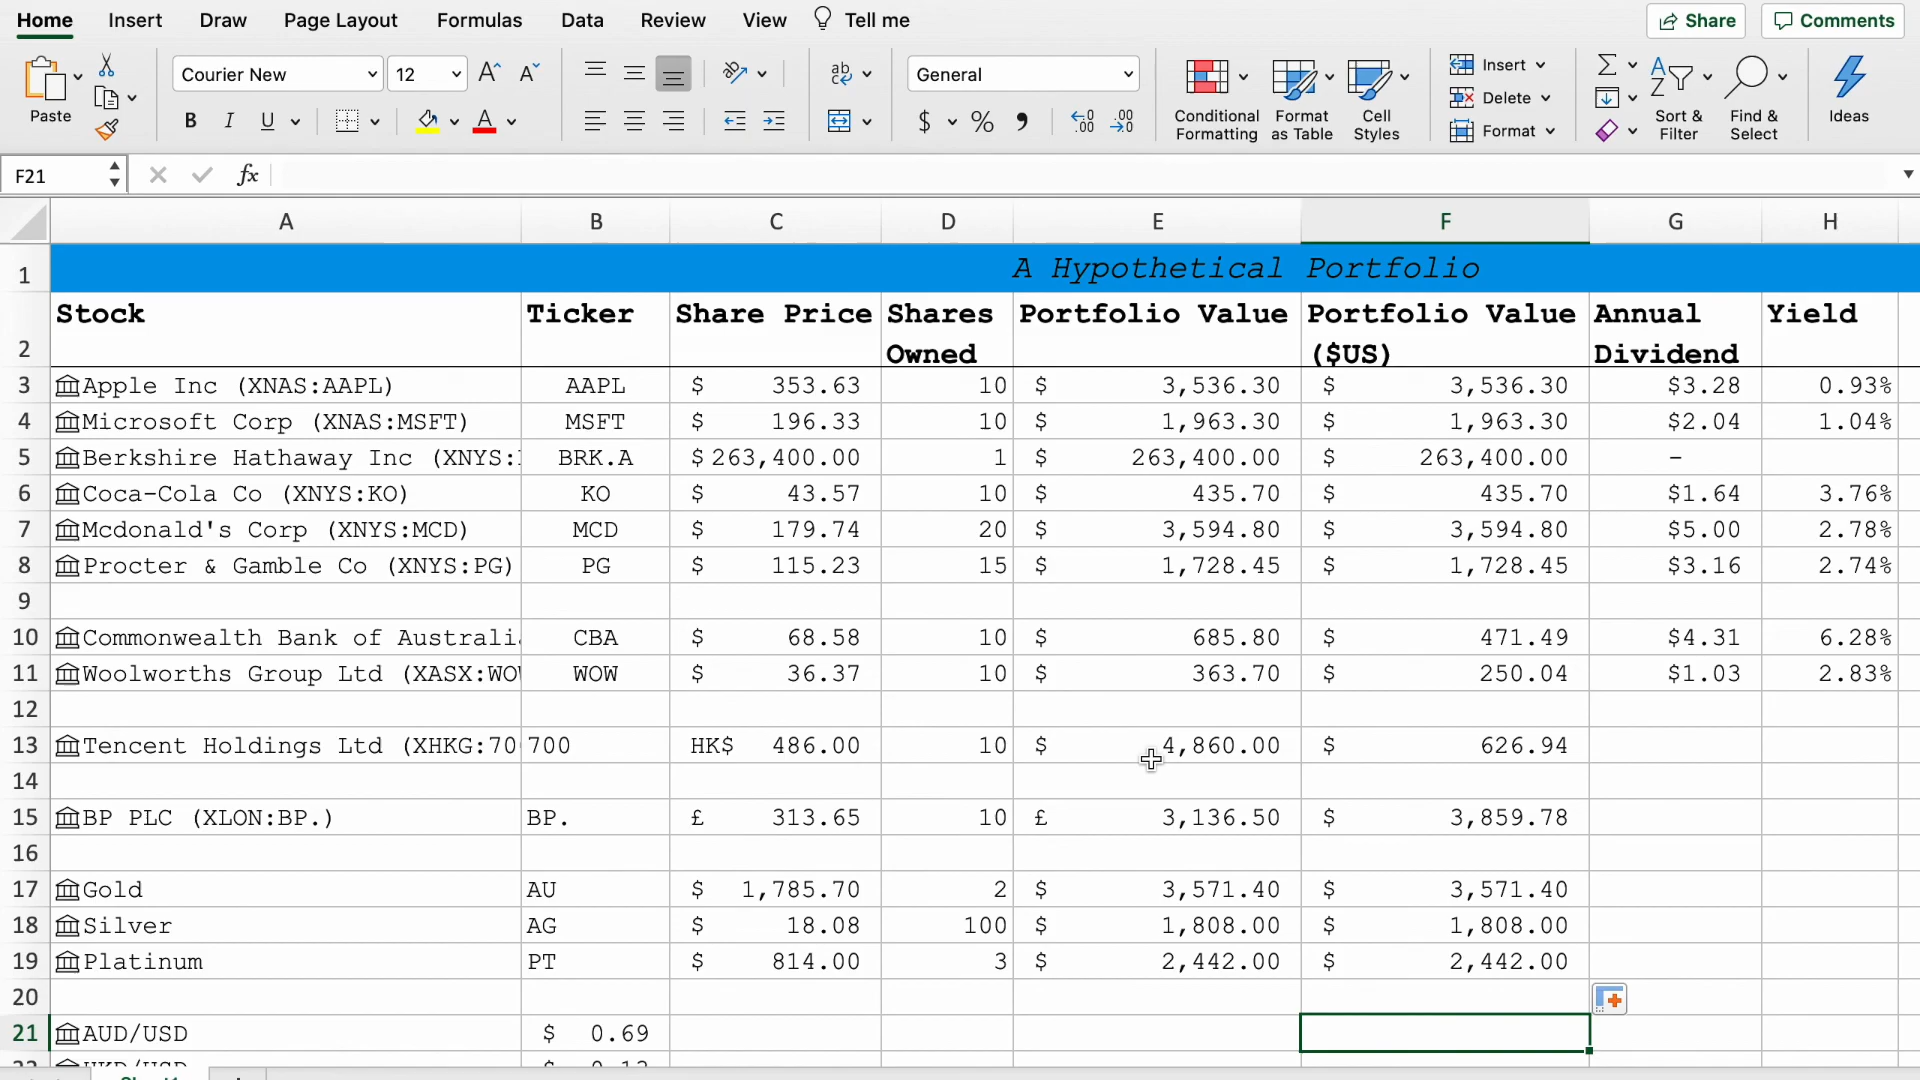 Home Insert Draw Page Layout Formulas Data Review View Tell me Share Comments
Paste Courier New 12 A A ab General Insert
B I U A $ % Conditional Formatting Format as Table Cell Styles Delete Format Sort & Filter Find & Select Ideas
F21 fx
A B C D E F G H
1 A Hypothetical Portfolio
2 Stock Ticker Share Price Shares Owned Portfolio Value Portfolio Value ($US) Annual Dividend Yield
3 Apple Inc (XNAS:AAPL) AAPL $ 353.63 10 $ 3,536.30 $ 3,536.30 $3.28 0.93%
4 Microsoft Corp (XNAS:MSFT) MSFT $ 196.33 10 $ 1,963.30 $ 1,963.30 $2.04 1.04%
5 Berkshire Hathaway Inc (XNYS: BRK.A $ 263,400.00 1 $ 263,400.00 $ 263,400.00 -
6 Coca-Cola Co (XNYS:KO) KO $ 43.57 10 $ 435.70 $ 435.70 $1.64 3.76%
7 Mcdonald's Corp (XNYS:MCD) MCD $ 179.74 20 $ 3,594.80 $ 3,594.80 $5.00 2.78%
8 Procter & Gamble Co (XNYS:PG) PG $ 115.23 15 $ 1,728.45 $ 1,728.45 $3.16 2.74%
9
10 Commonwealth Bank of Australi CBA $ 68.58 10 $ 685.80 $ 471.49 $4.31 6.28%
11 Woolworths Group Ltd (XASX:WOW WOW $ 36.37 10 $ 363.70 $ 250.04 $1.03 2.83%
12
13 Tencent Holdings Ltd (XHKG:70 700 HK$ 486.00 10 $ 4,860.00 $ 626.94
14
15 BP PLC (XLON:BP.) BP. £ 313.65 10 £ 3,136.50 $ 3,859.78
16
17 Gold AU $ 1,785.70 2 $ 3,571.40 $ 3,571.40
18 Silver AG $ 18.08 100 $ 1,808.00 $ 1,808.00
19 Platinum PT $ 814.00 3 $ 2,442.00 $ 2,442.00
20
21 AUD/USD $ 0.69
22 HKD/USD $ 0.13
Sheet1